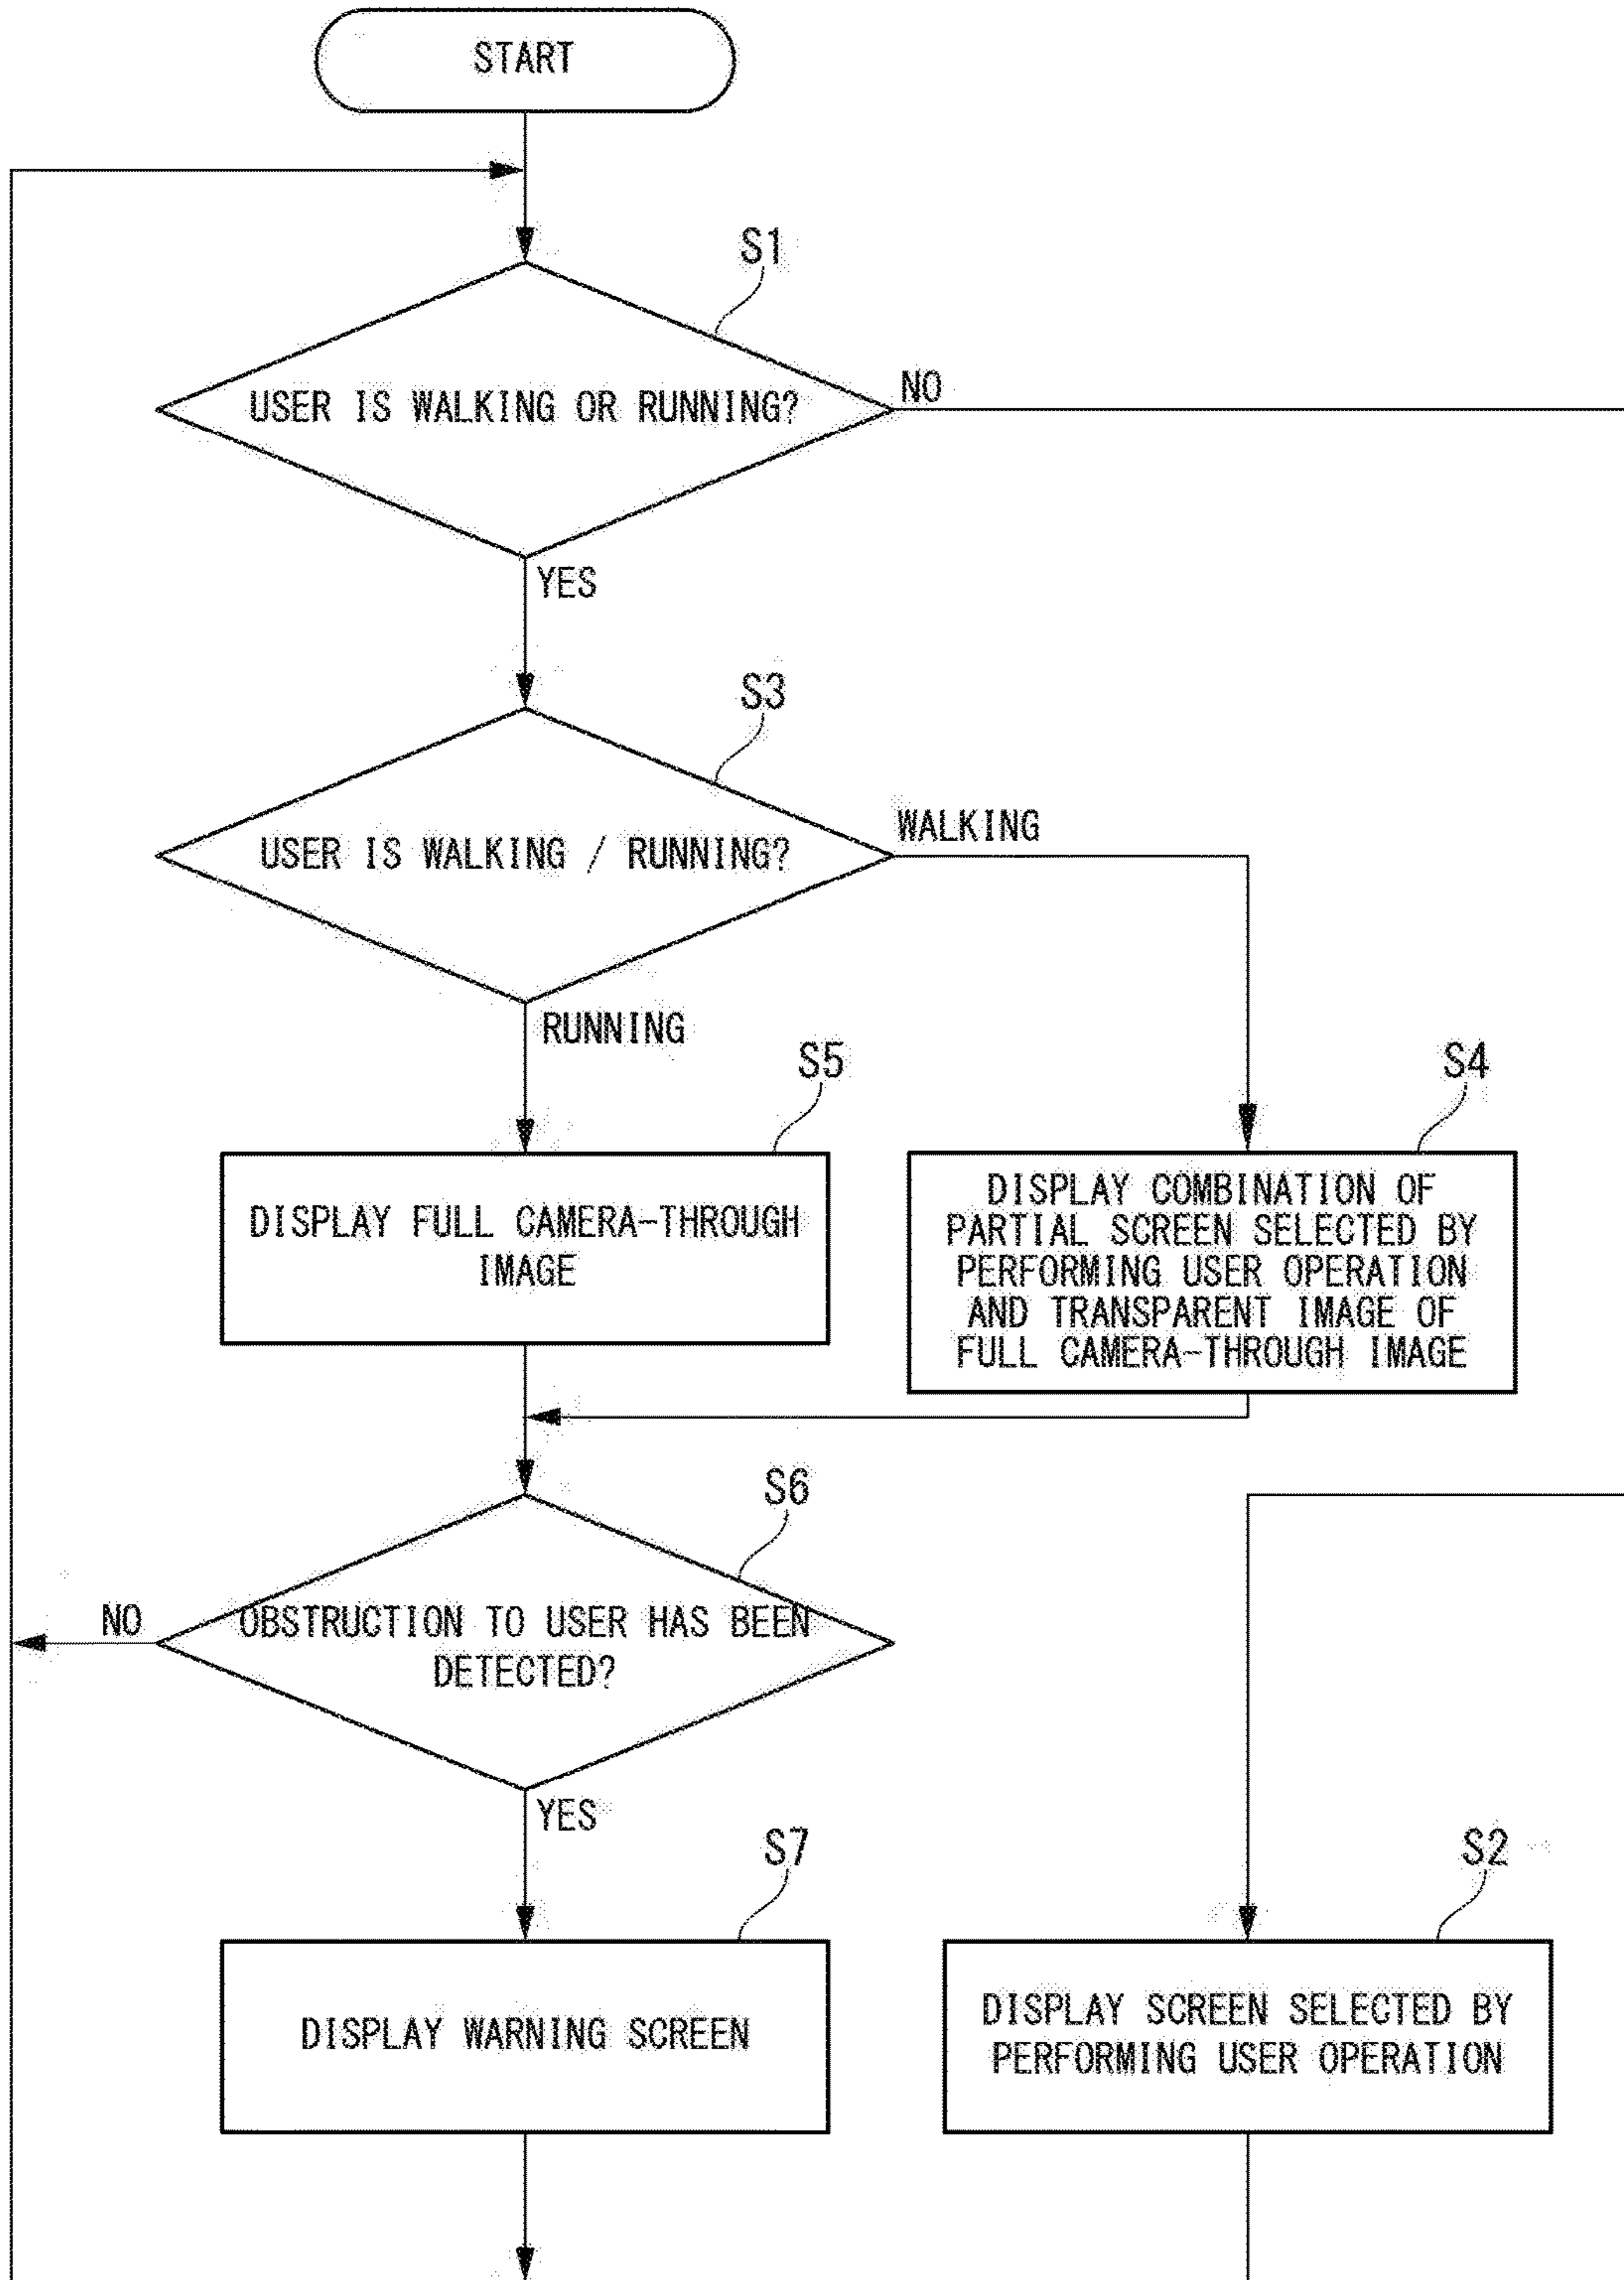 START
S1
USER IS WALKING OR RUNNING?
NO
YES
S3
USER IS WALKING / RUNNING?
WALKING
RUNNING
S5
DISPLAY FULL CAMERA-THROUGH
IMAGE
S4
DISPLAY COMBINATION OF
PARTIAL SCREEN SELECTED BY
PERFORMING USER OPERATION
AND TRANSPARENT IMAGE OF
FULL CAMERA-THROUGH IMAGE
S6
OBSTRUCTION TO USER HAS BEEN
DETECTED?
NO
YES
S7
DISPLAY WARNING SCREEN
S2
DISPLAY SCREEN SELECTED BY
PERFORMING USER OPERATION